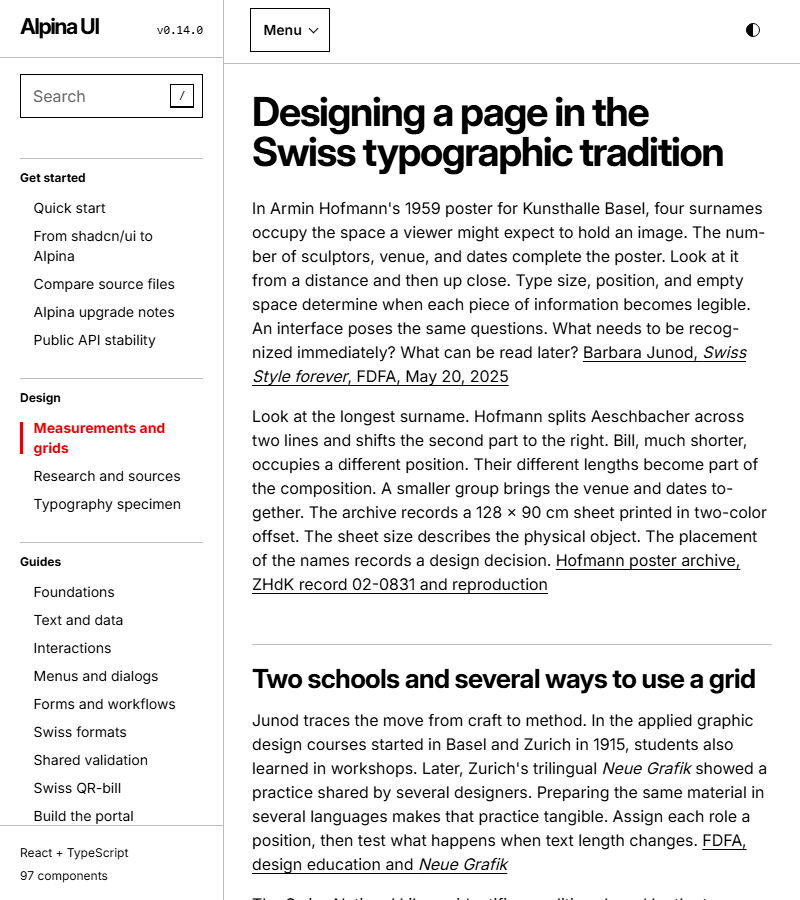 Alpina UI
v0.14.0
Search
/
Get started
Quick start
From shadcn/ui to
Alpina
Compare source files
Alpina upgrade notes
Public API stability
Design
Measurements and
grids
Research and sources
Typography specimen
Guides
Foundations
Text and data
Interactions
Menus and dialogs
Forms and workflows
Swiss formats
Shared validation
Swiss QR-bill
Build the portal
React + TypeScript
97 components
Menu
Designing a page in the
Swiss typographic tradition
In Armin Hofmann's 1959 poster for Kunsthalle Basel, four surnames
occupy the space a viewer might expect to hold an image. The num-
ber of sculptors, venue, and dates complete the poster. Look at it
from a distance and then up close. Type size, position, and empty
space determine when each piece of information becomes legible.
An interface poses the same questions. What needs to be recog-
nized immediately? What can be read later? Barbara Junod, Swiss
Style forever, FDFA, May 20, 2025
Look at the longest surname. Hofmann splits Aeschbacher across
two lines and shifts the second part to the right. Bill, much shorter,
occupies a different position. Their different lengths become part of
the composition. A smaller group brings the venue and dates to-
gether. The archive records a 128 × 90 cm sheet printed in two-color
offset. The sheet size describes the physical object. The placement
of the names records a design decision. Hofmann poster archive,
ZHdK record 02-0831 and reproduction
Two schools and several ways to use a grid
Junod traces the move from craft to method. In the applied graphic
design courses started in Basel and Zurich in 1915, students also
learned in workshops. Later, Zurich's trilingual Neue Grafik showed a
practice shared by several designers. Preparing the same material in
several languages makes that practice tangible. Assign each role a
position, then test what happens when text length changes. FDFA,
design education and Neue Grafik